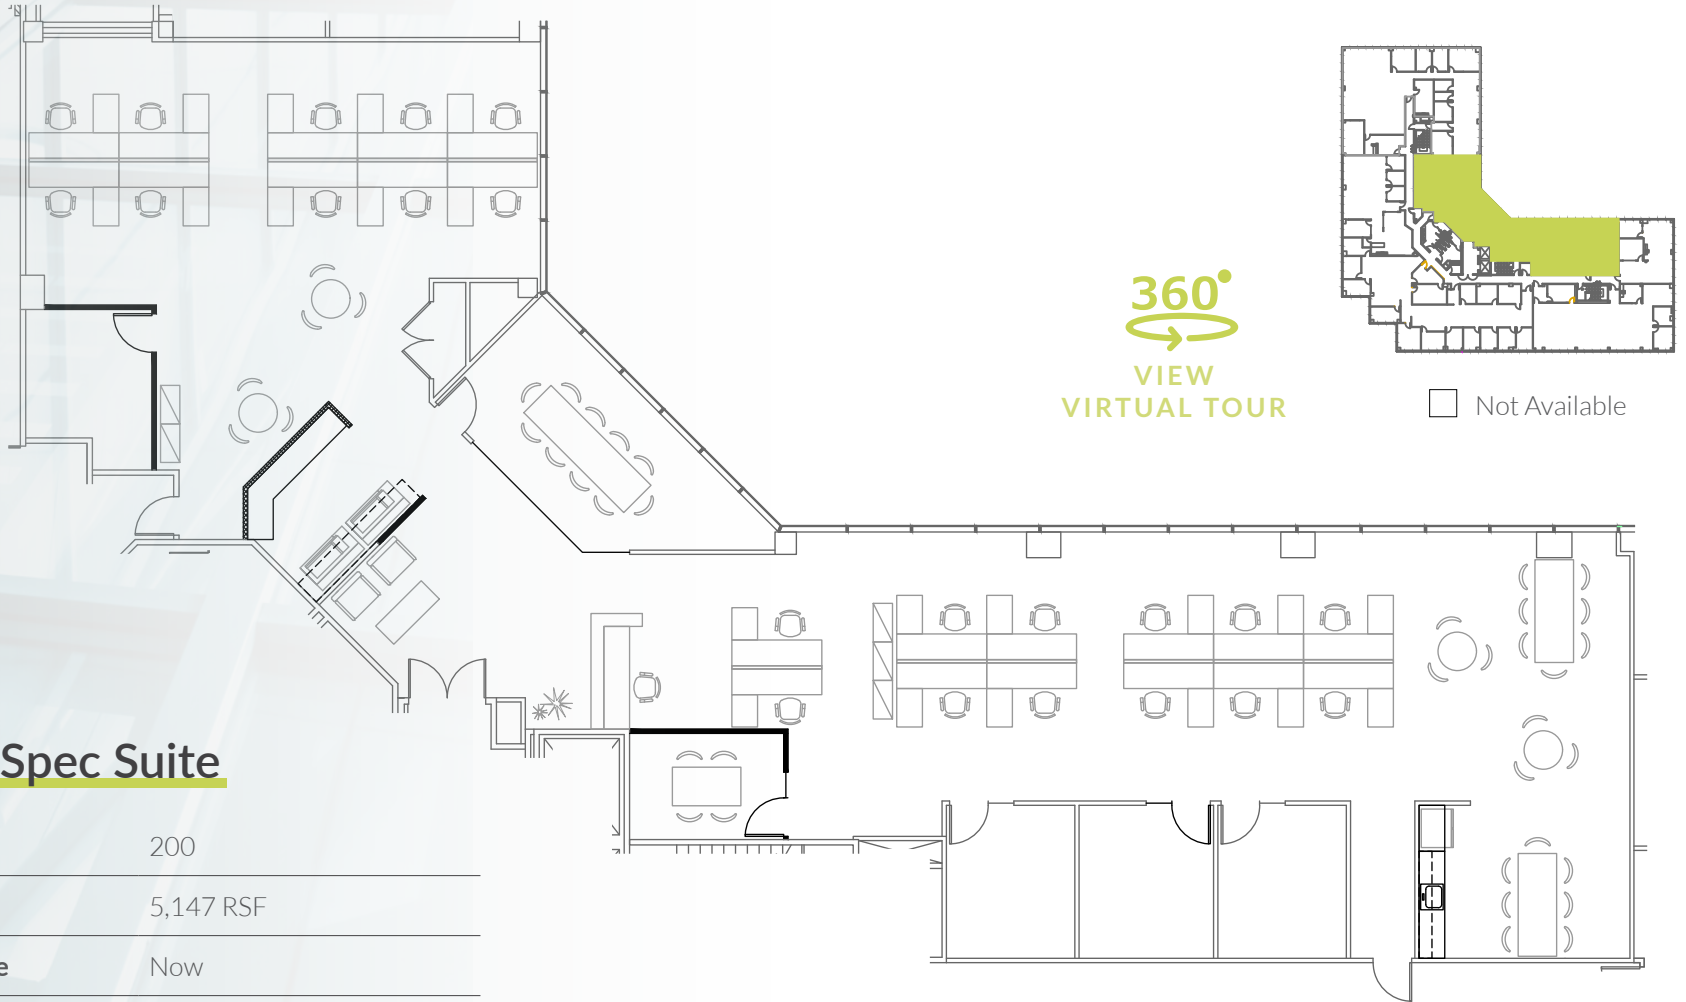 360°
VIEW
VIRTUAL TOUR
Not Available
Spec Suite
200
5,147 RSF
Now